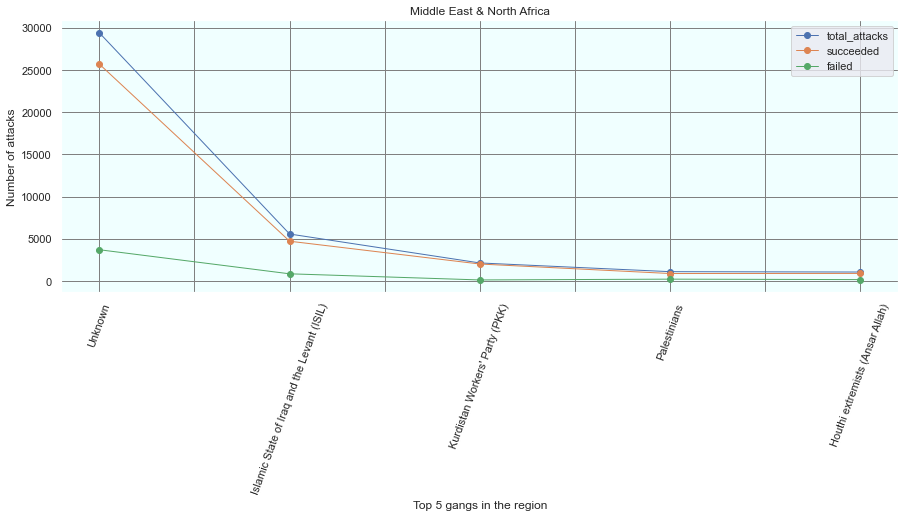 Middle East & North Africa
total_attacks
succeeded
failed
Number of attacks
30000
25000
20000
15000
10000
5000
0
Unknown
Islamic State of Iraq and the Levant (ISIL)
Kurdistan Workers' Party (PKK)
Palestinians
Houthi extremists (Ansar Allah)
Top 5 gangs in the region